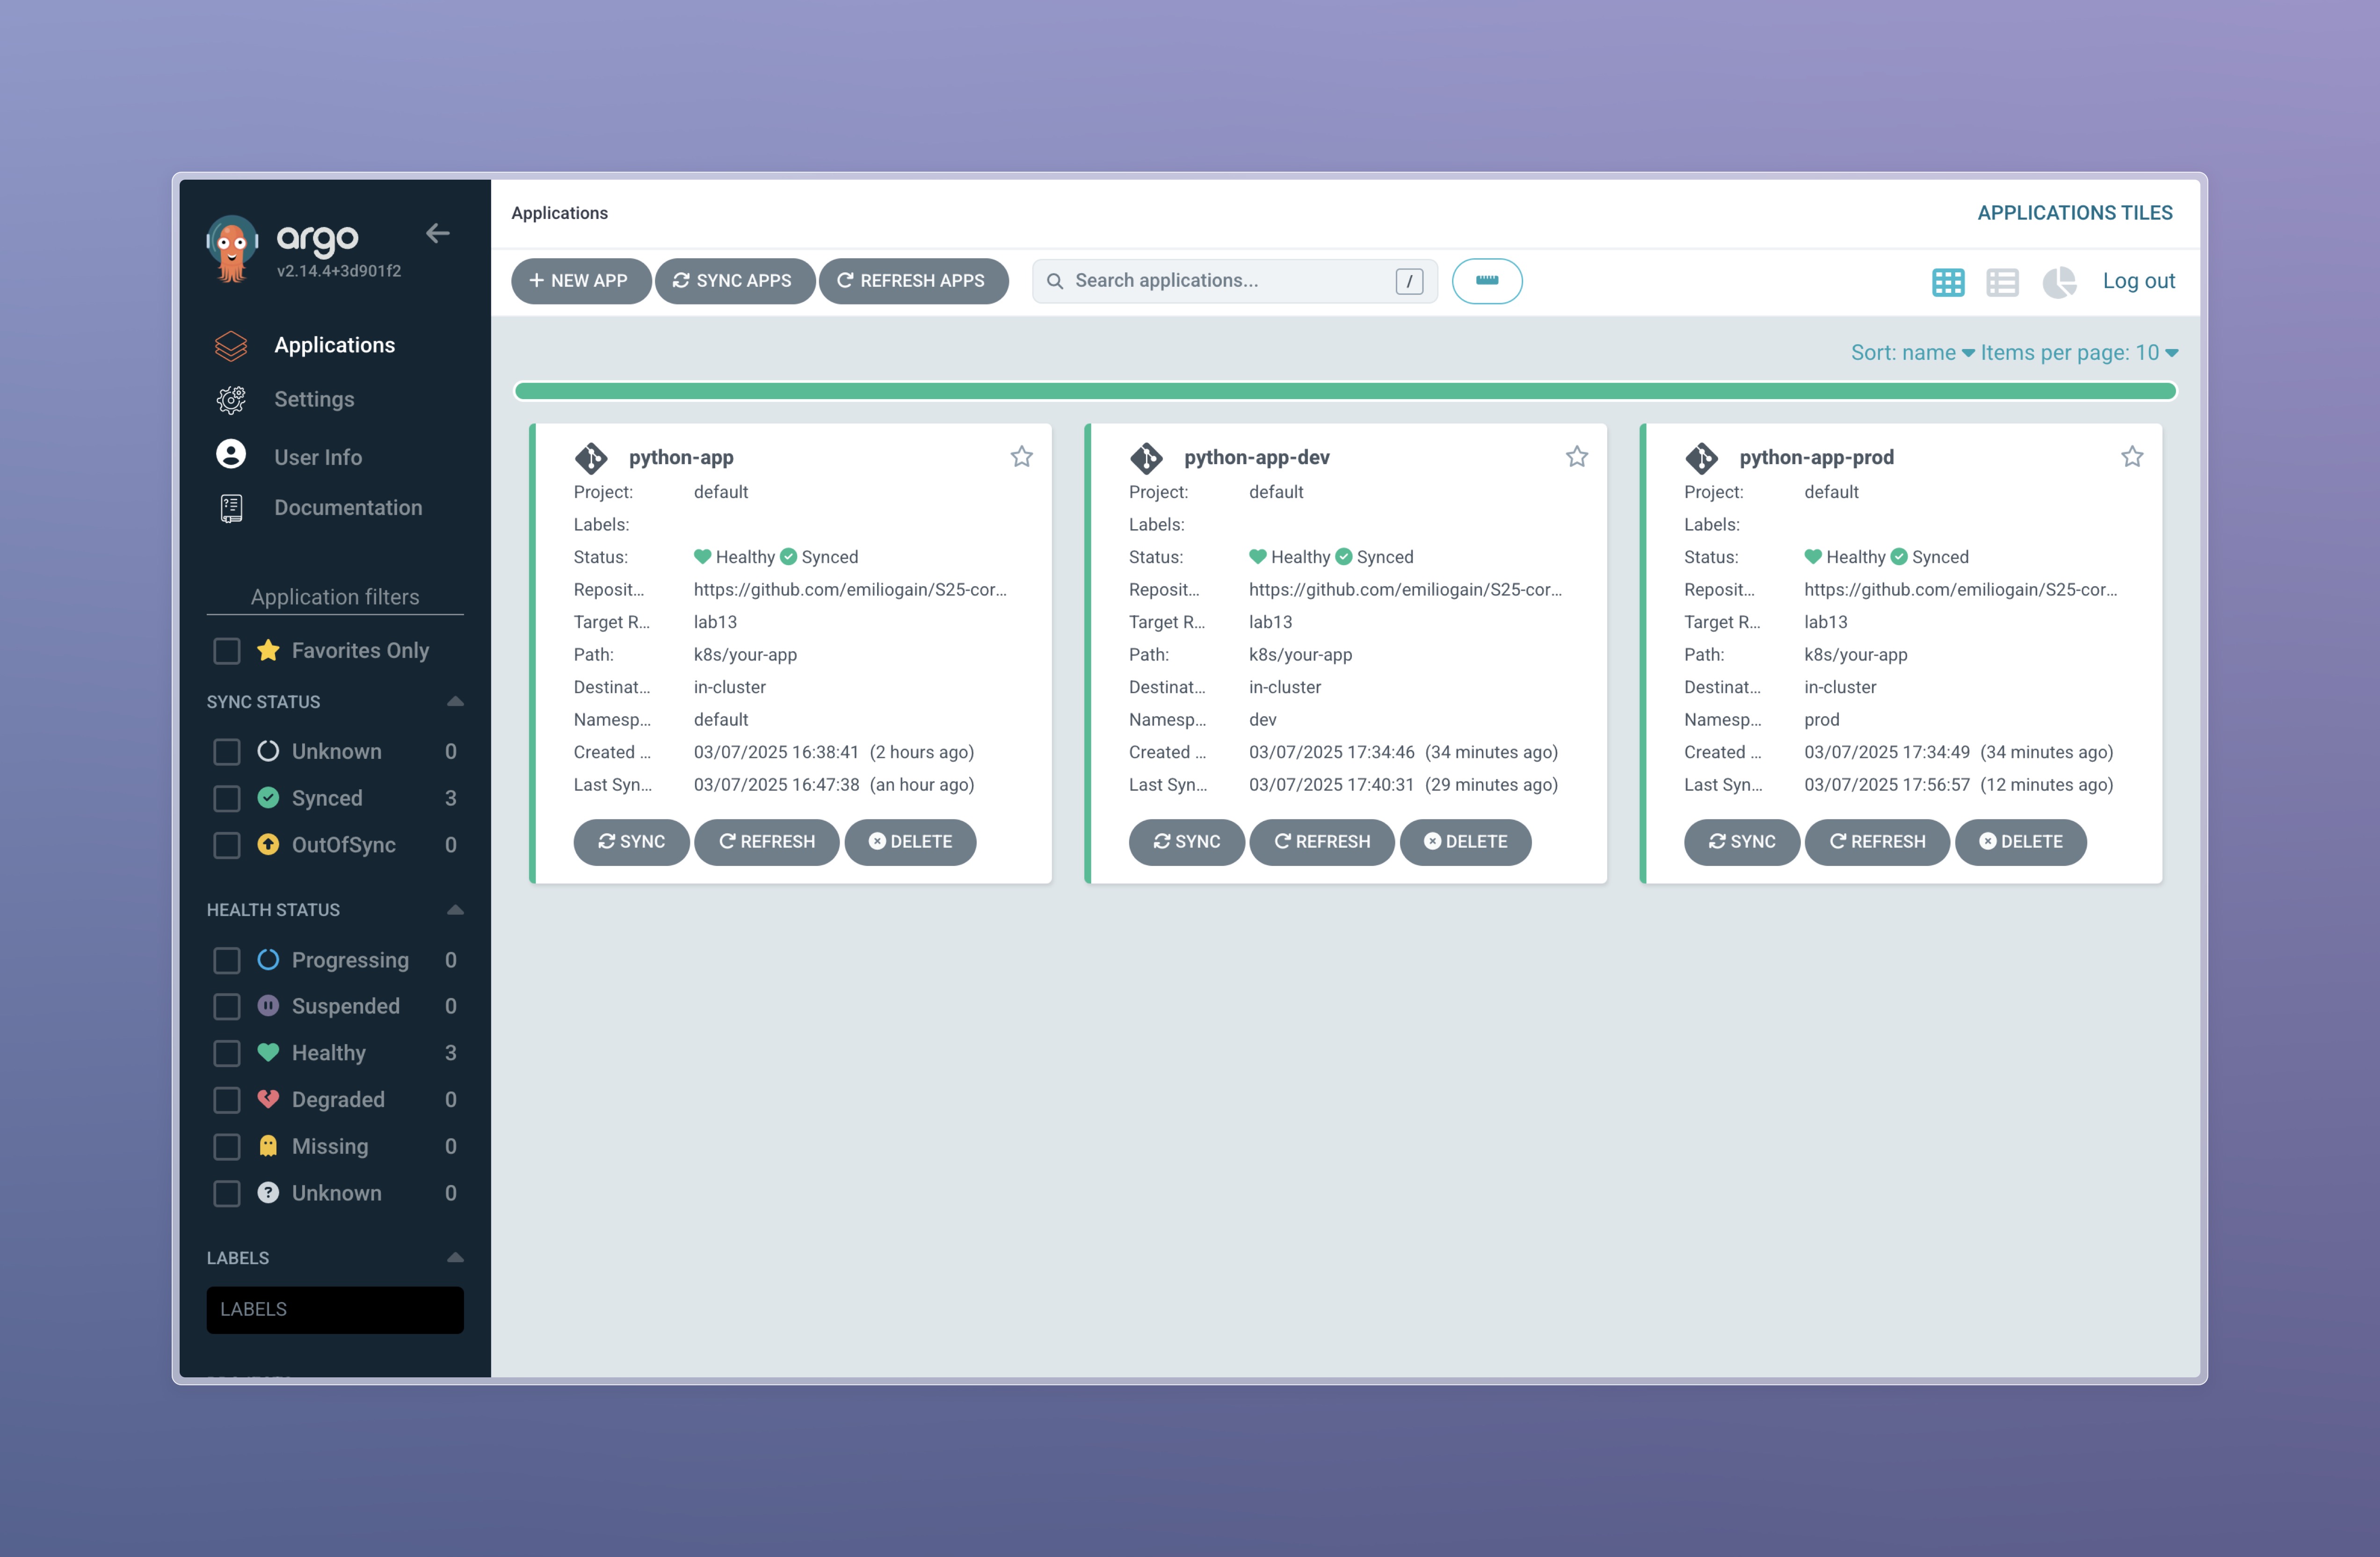 argo
v2.14.4+3d901f2
Applications
Settings
User Info
Documentation
Application filters
Favorites Only
SYNC STATUS
Unknown 0
Synced 3
OutOfSync 0
HEALTH STATUS
Progressing 0
Suspended 0
Healthy 3
Degraded 0
Missing 0
Unknown 0
LABELS
LABELS
Applications
APPLICATIONS TILES
NEW APP
SYNC APPS
REFRESH APPS
Search applications...
/
Log out
Sort: name
Items per page: 10
python-app
Project: default
Labels:
Status: Healthy Synced
Reposit... https://github.com/emiliogain/S25-cor...
Target R... lab13
Path: k8s/your-app
Destinat... in-cluster
Namesp... default
Created ... 03/07/2025 16:38:41 (2 hours ago)
Last Syn... 03/07/2025 16:47:38 (an hour ago)
SYNC REFRESH DELETE
python-app-dev
Project: default
Labels:
Status: Healthy Synced
Reposit... https://github.com/emiliogain/S25-cor...
Target R... lab13
Path: k8s/your-app
Destinat... in-cluster
Namesp... dev
Created ... 03/07/2025 17:34:46 (34 minutes ago)
Last Syn... 03/07/2025 17:40:31 (29 minutes ago)
SYNC REFRESH DELETE
python-app-prod
Project: default
Labels:
Status: Healthy Synced
Reposit... https://github.com/emiliogain/S25-cor...
Target R... lab13
Path: k8s/your-app
Destinat... in-cluster
Namesp... prod
Created ... 03/07/2025 17:34:49 (34 minutes ago)
Last Syn... 03/07/2025 17:56:57 (12 minutes ago)
SYNC REFRESH DELETE